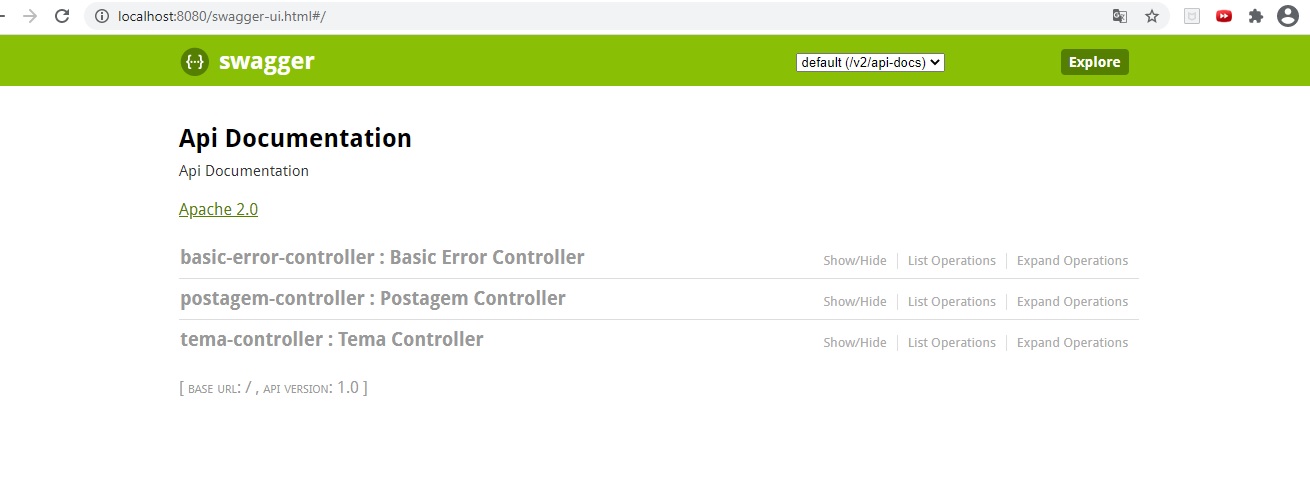 localhost:8080/swagger-ui.html#/
{··} swagger default (/v2/api-docs) Explore
Api Documentation
Api Documentation
Apache 2.0
basic-error-controller : Basic Error Controller Show/Hide List Operations Expand Operations
postagem-controller : Postagem Controller Show/Hide List Operations Expand Operations
tema-controller : Tema Controller Show/Hide List Operations Expand Operations
[ BASE URL: / , API VERSION: 1.0 ]